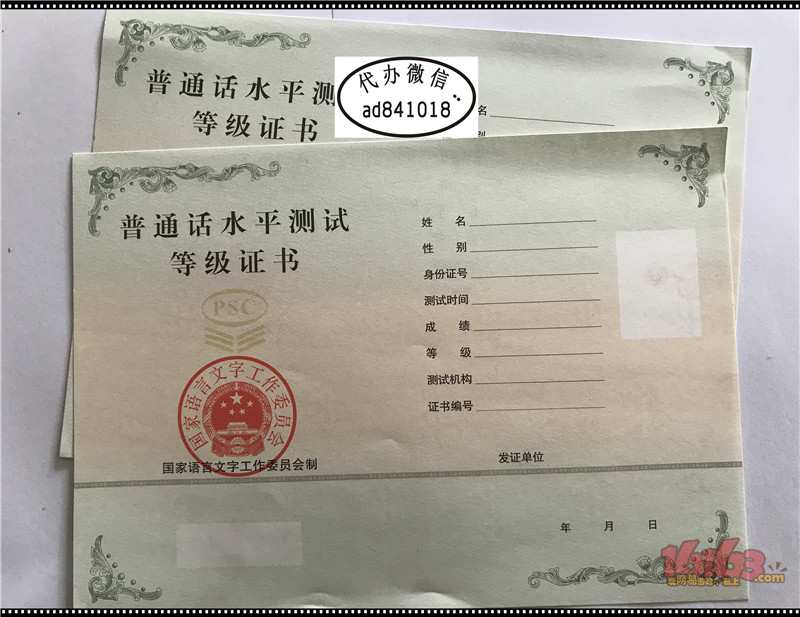 普通话水平测
等级证书
代办微信..
ad841018
名
别
普通话水平测试
等级证书
PSC
国家语言文字工作委员会
国家语言文字工作委员会制
姓 名
性 别
身份证号
测试时间
成 绩
等 级
测试机构
证书编号
发证单位
年 月 日
16163
.com